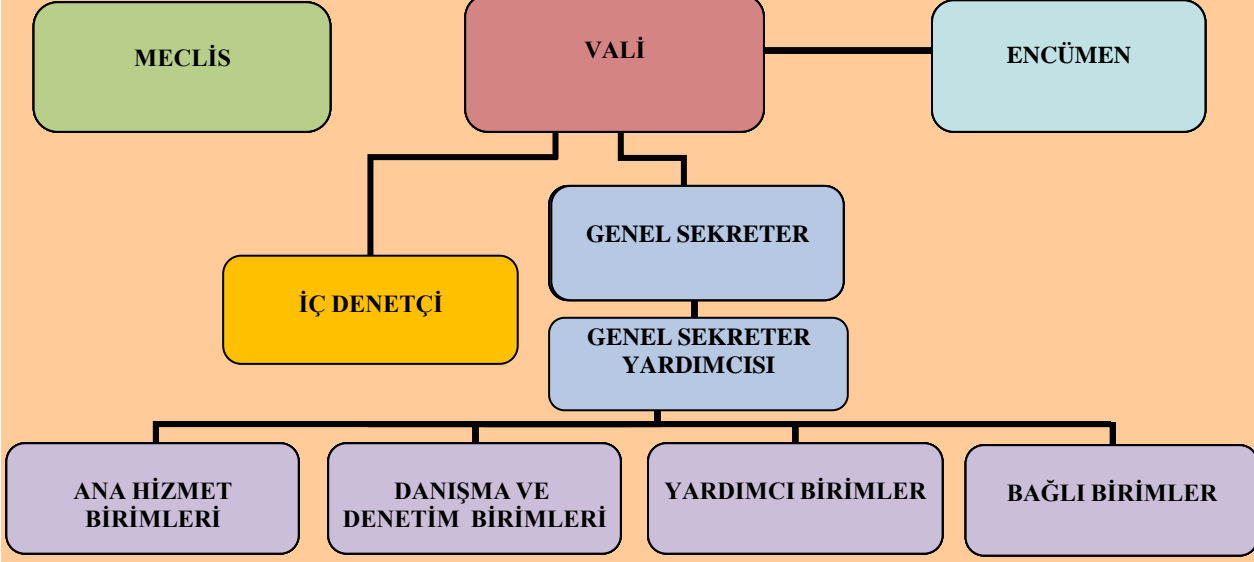 MECLİS
VALİ
ENCÜMEN
GENEL SEKRETER
İÇ DENETÇİ
GENEL SEKRETER
YARDIMCISI
ANA HİZMET
BİRİMLERİ
DANIŞMA VE
DENETİM BİRİMLERİ
YARDIMCI BİRİMLER
BAĞLI BİRİMLER